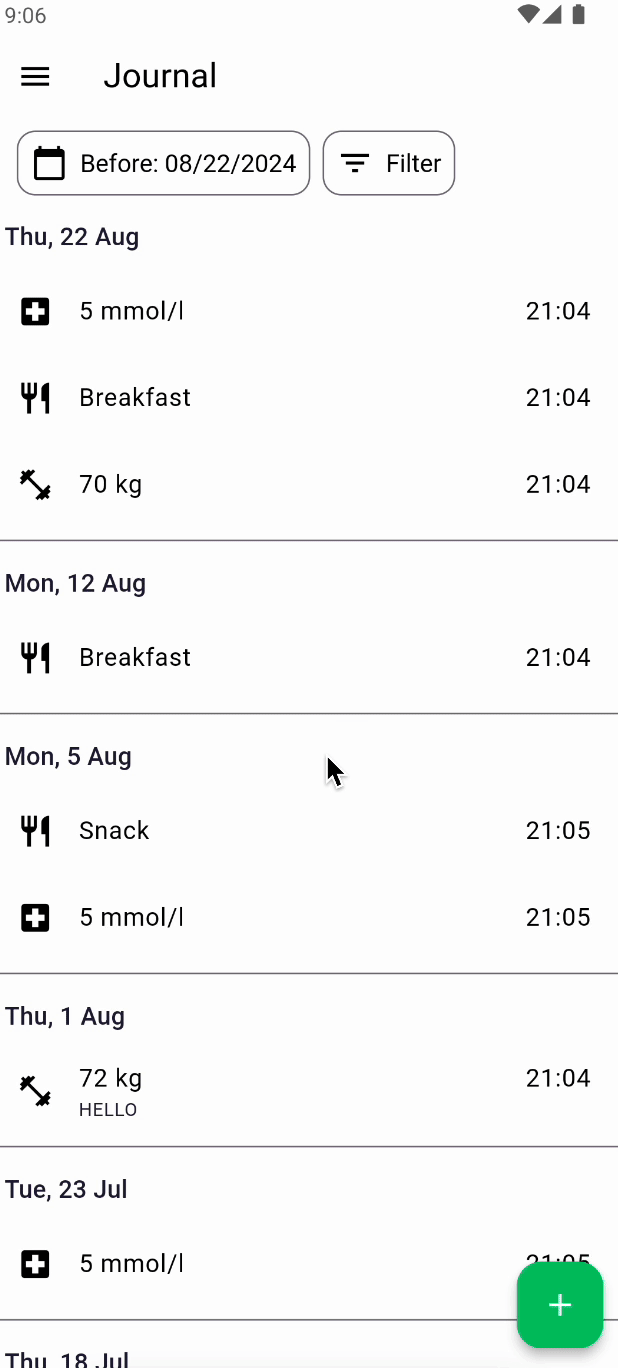 9:06
Journal
Before: 08/22/2024 Filter
Thu, 22 Aug
5 mmol/l 21:04
Breakfast 21:04
70 kg 21:04
Mon, 12 Aug
Breakfast 21:04
Mon, 5 Aug
Snack 21:05
5 mmol/l 21:05
Thu, 1 Aug
72 kg 21:04
HELLO
Tue, 23 Jul
5 mmol/l 21:05
Thu, 18 Jul